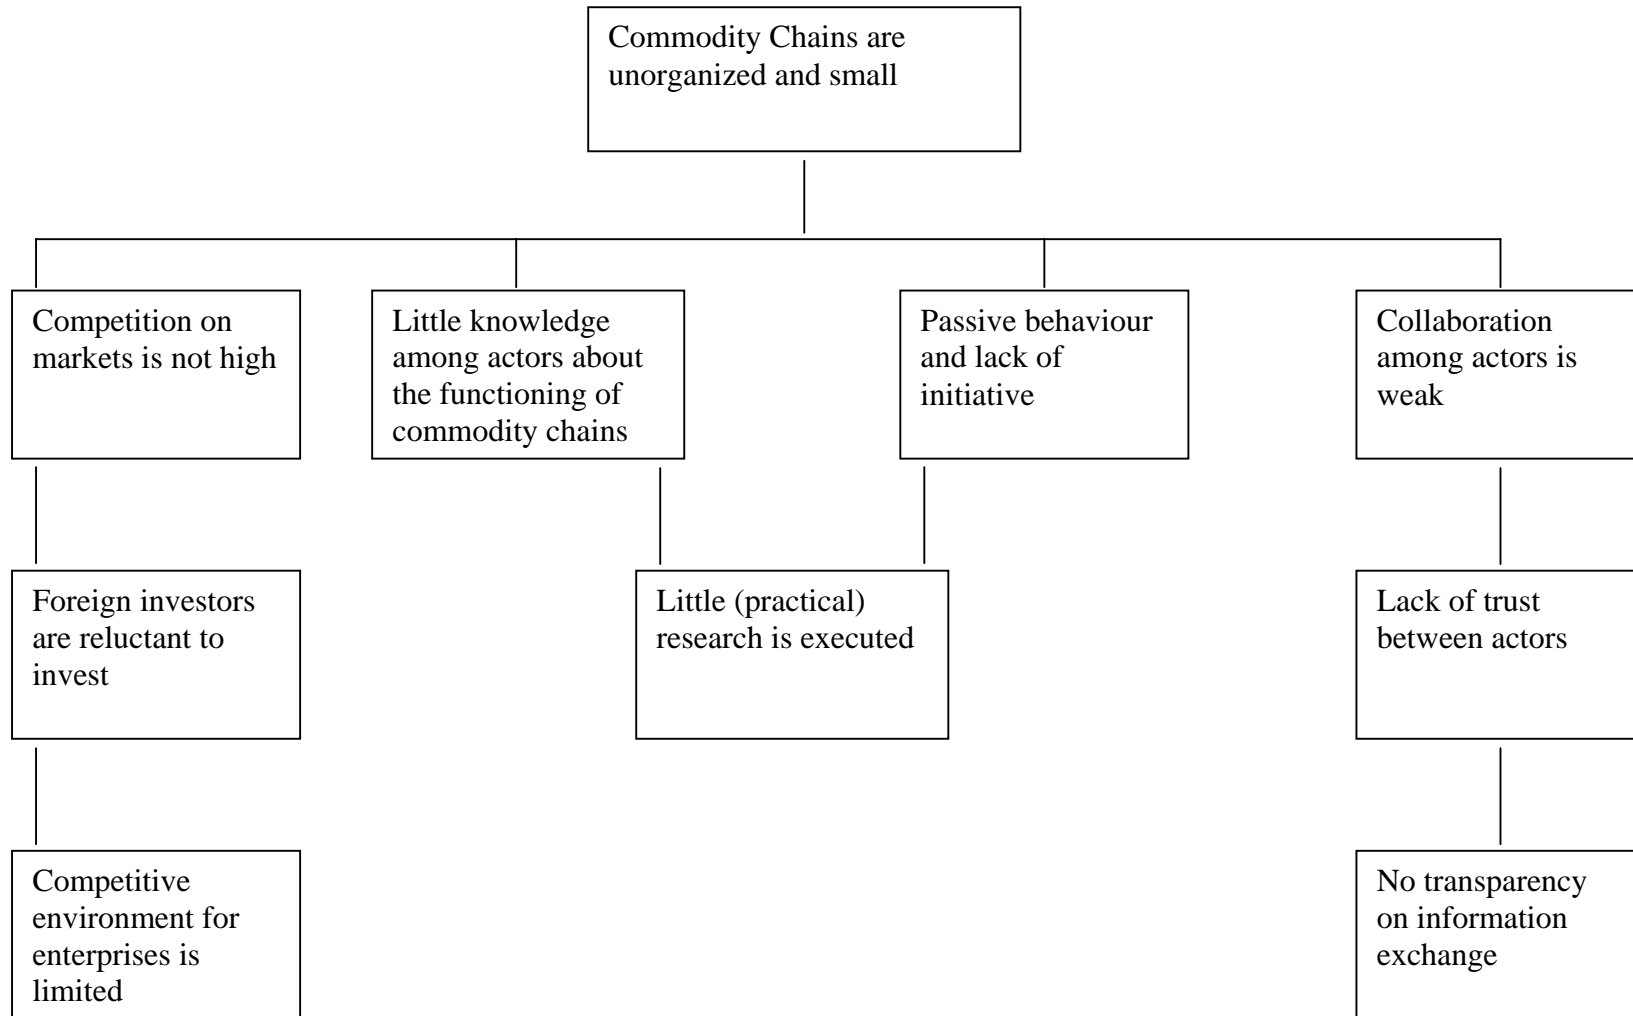 Commodity Chains are
unorganized and small
Competition on
markets is not high
Little knowledge
among actors about
the functioning of
commodity chains
Passive behaviour
and lack of
initiative
Collaboration
among actors is
weak
Foreign investors
are reluctant to
invest
Little (practical)
research is executed
Lack of trust
between actors
Competitive
environment for
enterprises is
limited
No transparency
on information
exchange